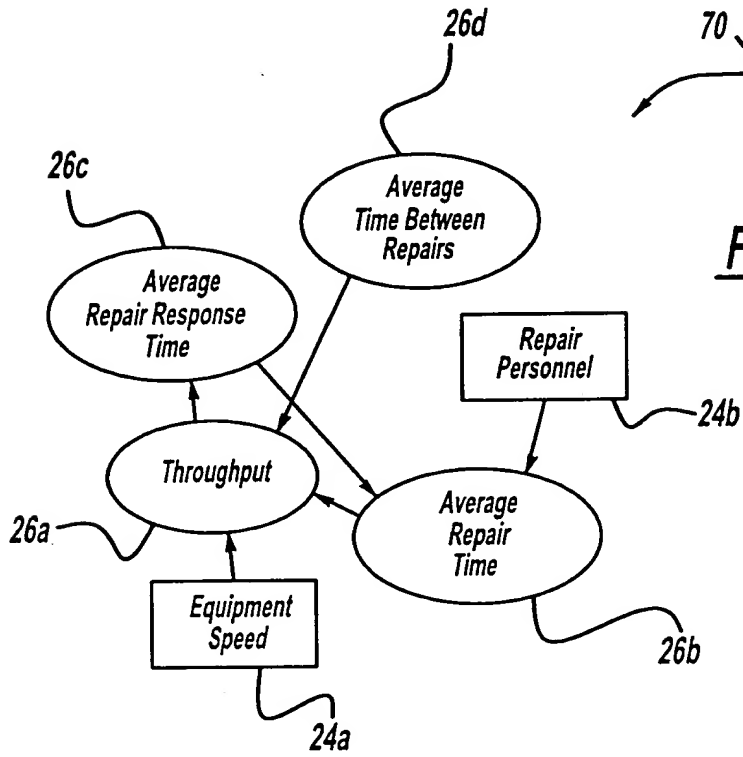 26d
70
26c
Average
Time Between
Repairs
Average
Repair Response
Time
F
Repair
Personnel
24b
Throughput
Average
Repair
Time
26a
Equipment
Speed
26b
24a